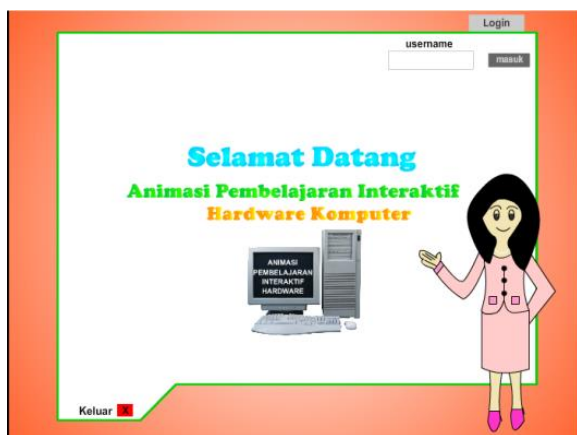 Login
username
masuk
Selamat Datang
Animasi Pembelajaran Interaktif
Hardware Komputer
ANIMASI
PEMBELAJARAN
INTERAKTIF
HARDWARE
Keluar X